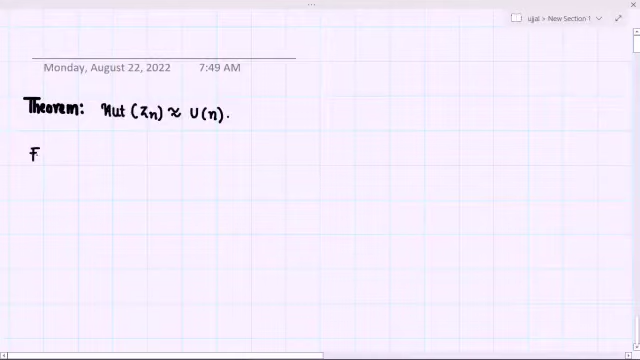 ujjal > New Section 1
Monday, August 22, 2022 7:49 AM
Theorem: Aut (Zn) ≈ U(n).
F